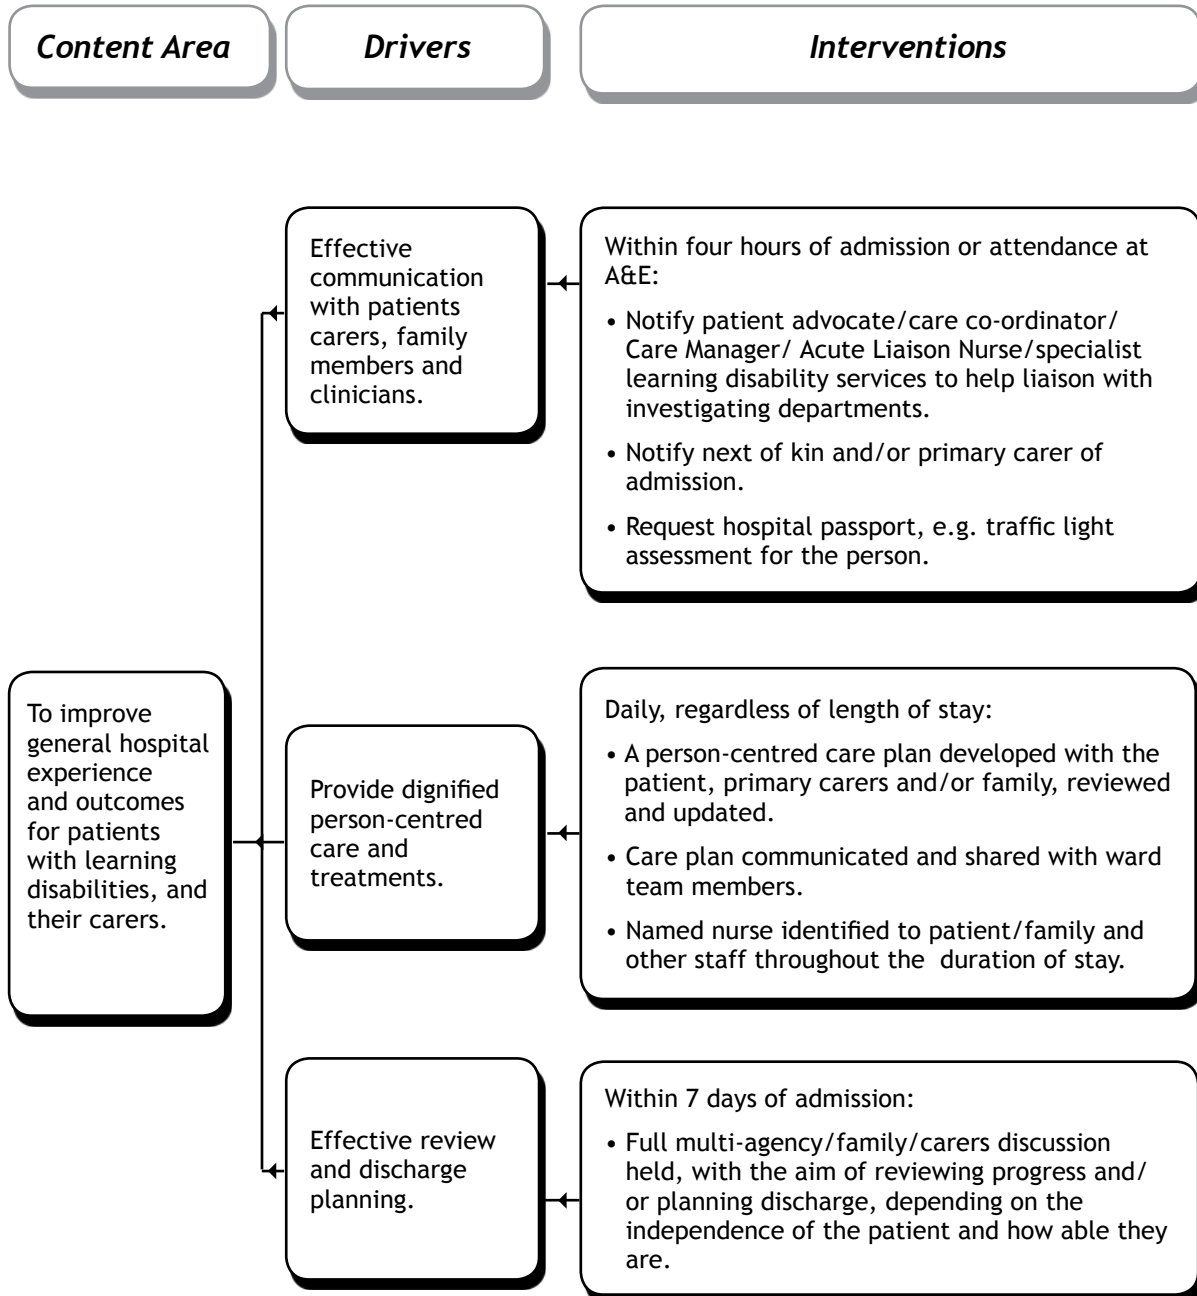 Content Area
Drivers
Interventions
Effective
communication
with patients
carers, family
members and
clinicians.
Within four hours of admission or attendance at
A&E:
• Notify patient advocate/care co-ordinator/
Care Manager/ Acute Liaison Nurse/specialist
learning disability services to help liaison with
investigating departments.
• Notify next of kin and/or primary carer of
admission.
• Request hospital passport, e.g. traffic light
assessment for the person.
To improve
general hospital
experience
and outcomes
for patients
with learning
disabilities, and
their carers.
Provide dignified
person-centred
care and
treatments.
Daily, regardless of length of stay:
• A person-centred care plan developed with the
patient, primary carers and/or family, reviewed
and updated.
• Care plan communicated and shared with ward
team members.
• Named nurse identified to patient/family and
other staff throughout the duration of stay.
Effective review
and discharge
planning.
Within 7 days of admission:
• Full multi-agency/family/carers discussion
held, with the aim of reviewing progress and/
or planning discharge, depending on the
independence of the patient and how able they
are.